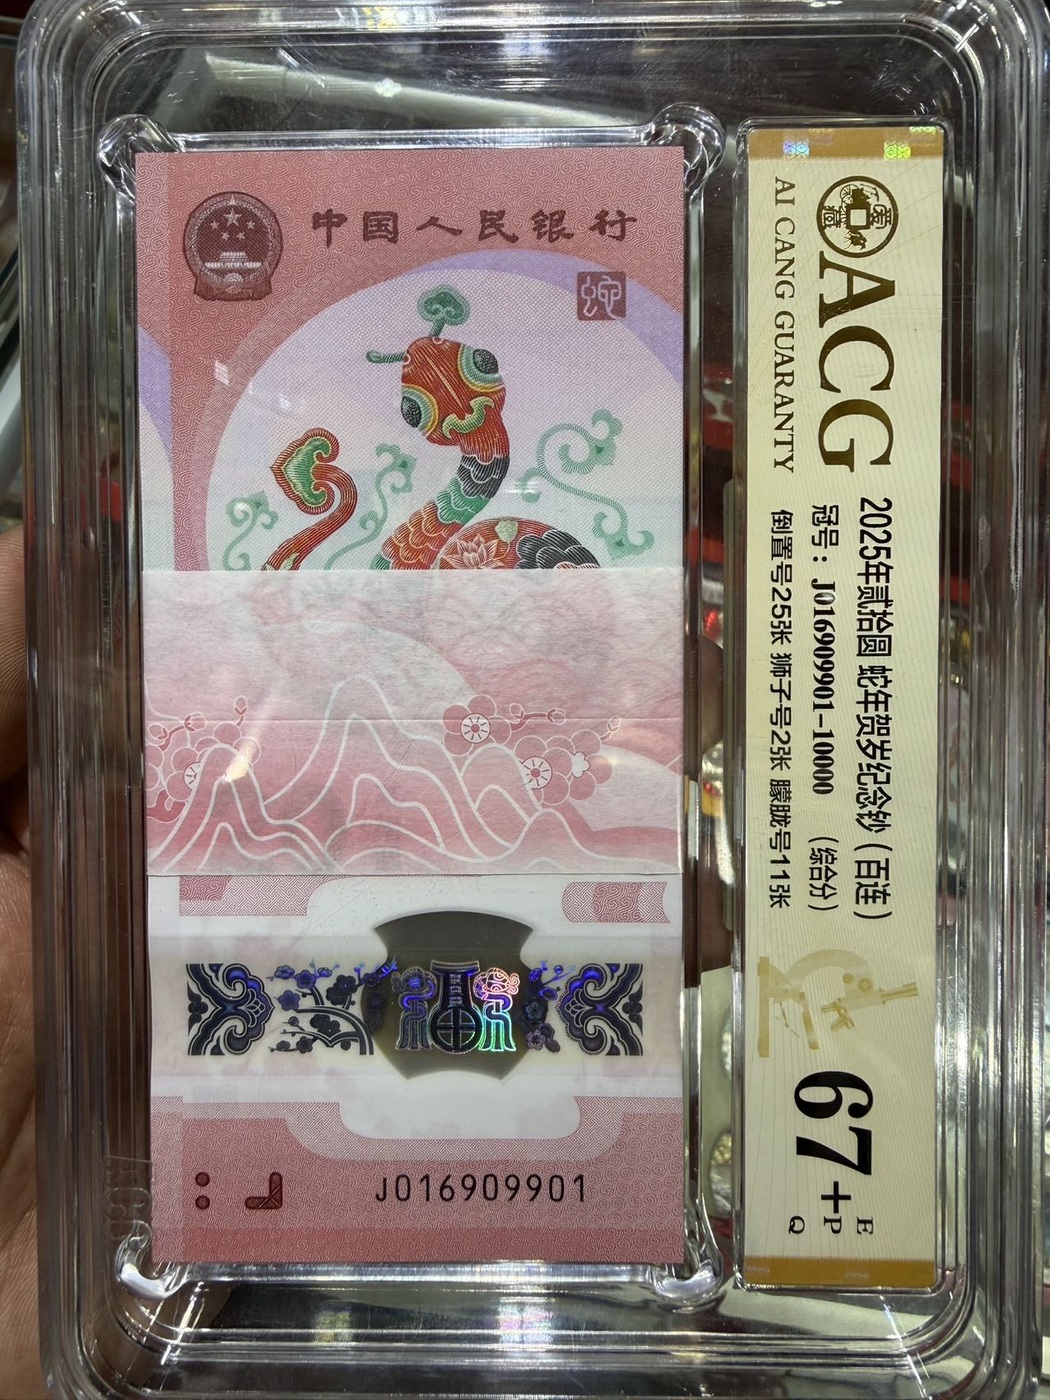 中国人民银行
蛇
J016909901
ACG
AI CANG GUARANTY
2025年贰拾圆 蛇年贺岁纪念钞（百连）
冠号：J016909901-10000 （综合分）
倒置号25张 狮子号2张 朦胧号11张
67+
EPQ